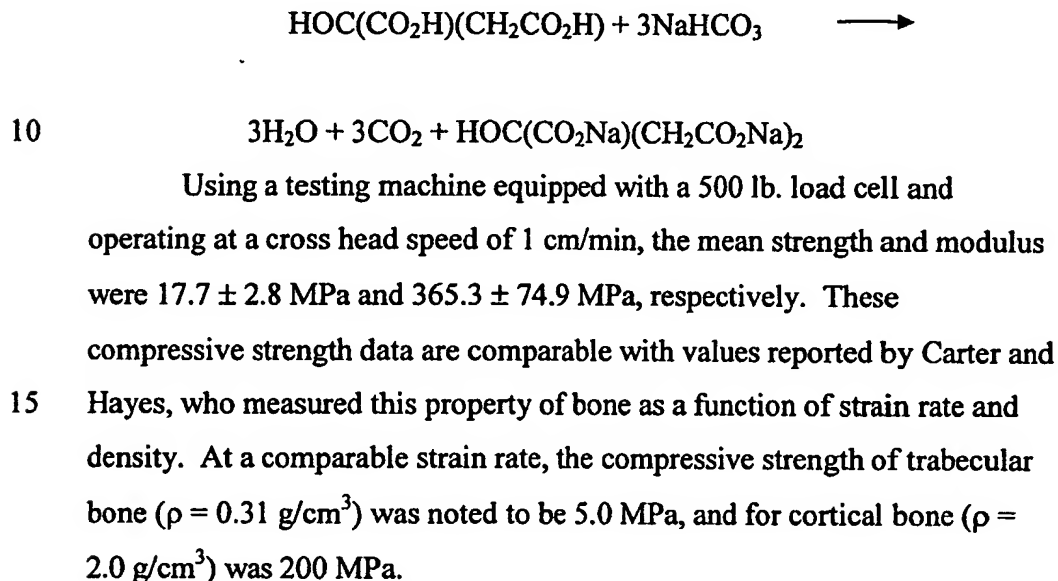 HOC(CO₂H)(CH₂CO₂H) + 3NaHCO₃ ⟶
10 3H₂O + 3CO₂ + HOC(CO₂Na)(CH₂CO₂Na)₂
Using a testing machine equipped with a 500 lb. load cell and
operating at a cross head speed of 1 cm/min, the mean strength and modulus
were 17.7 ± 2.8 MPa and 365.3 ± 74.9 MPa, respectively. These
compressive strength data are comparable with values reported by Carter and
15 Hayes, who measured this property of bone as a function of strain rate and
density. At a comparable strain rate, the compressive strength of trabecular
bone (ρ = 0.31 g/cm³) was noted to be 5.0 MPa, and for cortical bone (ρ =
2.0 g/cm³) was 200 MPa.